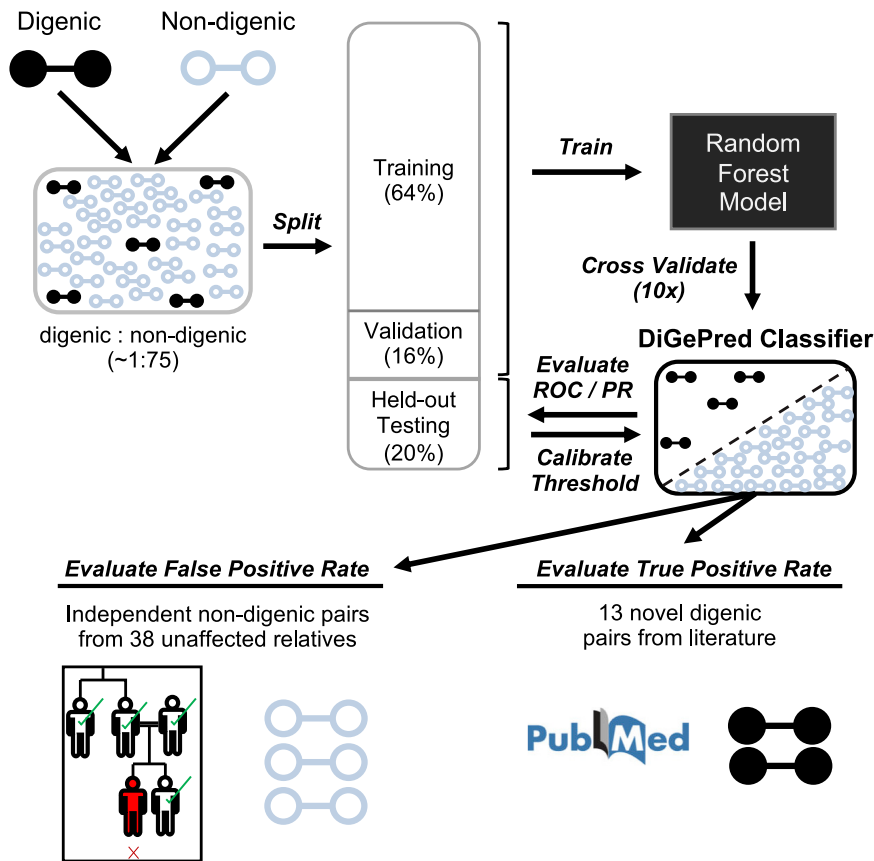 Digenic
Non-digenic
Split
digenic : non-digenic
(~1:75)
Training
(64%)
Validation
(16%)
Held-out
Testing
(20%)
Train
Random
Forest
Model
Cross Validate
(10x)
DiGePred Classifier
Evaluate
ROC / PR
Calibrate
Threshold
Evaluate False Positive Rate
Independent non-digenic pairs
from 38 unaffected relatives
Evaluate True Positive Rate
13 novel digenic
pairs from literature
PubMed